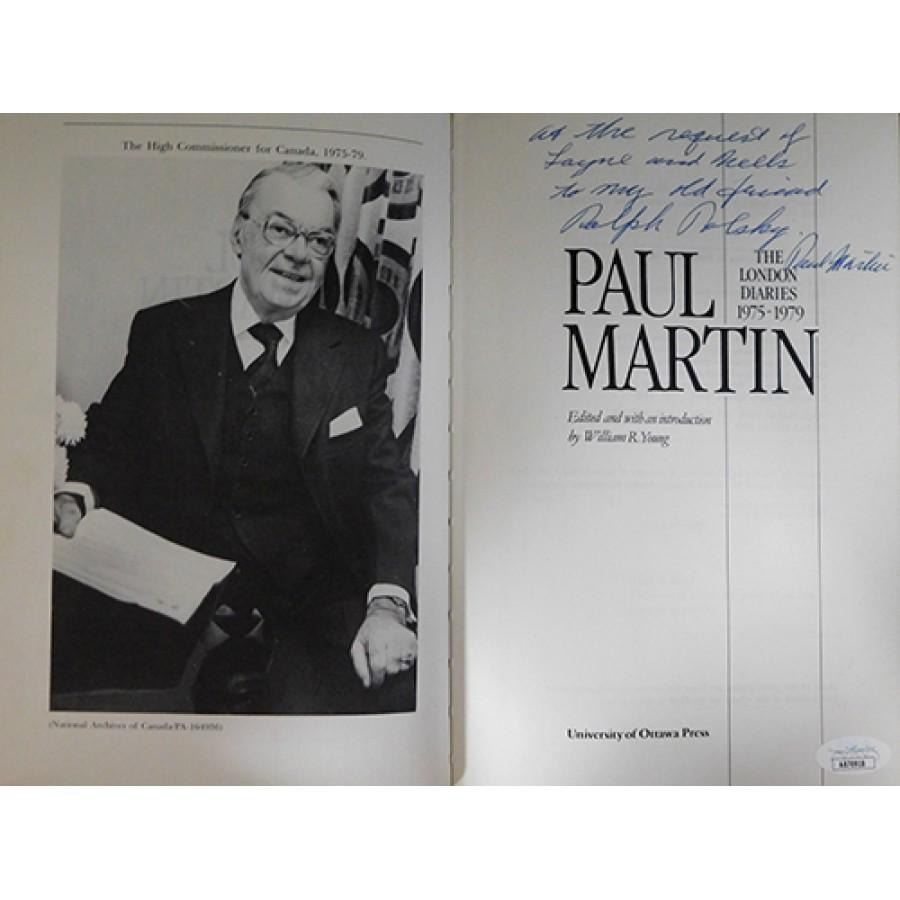 The High Commissioner for Canada, 1975-79.
(National Archives of Canada/PA-164936)
at the request of
Layne and
to my old friend
Ralph Polsky.
Paul Martin
THE
LONDON
DIARIES
1975-1979
PAUL
MARTIN
Edited and with an introduction
by William R. Young
University of Ottawa Press